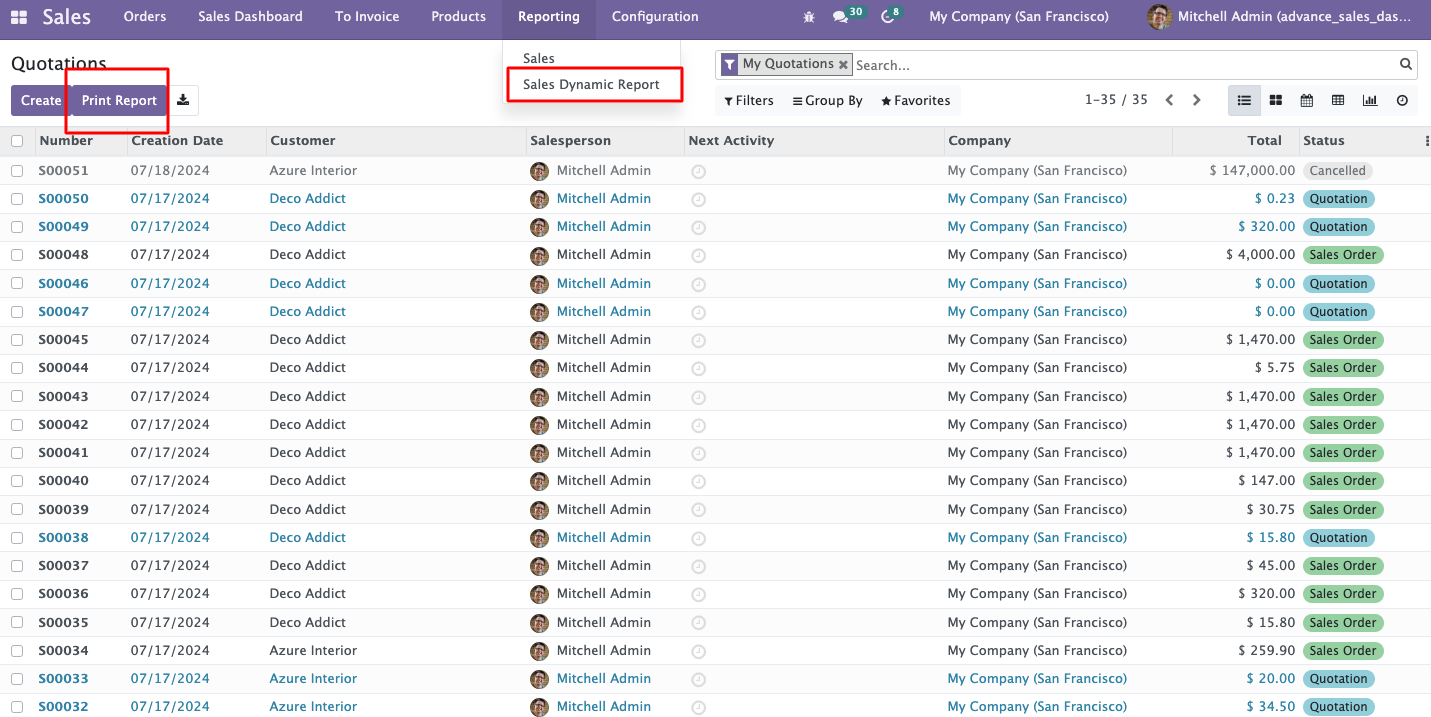 Sales Orders Sales Dashboard To Invoice Products Reporting Configuration 30 8 My Company (San Francisco) Mitchell Admin (advance_sales_das...
Quotations
Sales
Sales Dynamic Report
My Quotations × Search...
Create Print Report
Filters Group By Favorites 1-35 / 35
Number Creation Date Customer Salesperson Next Activity Company Total Status
S00051 07/18/2024 Azure Interior Mitchell Admin My Company (San Francisco) $ 147,000.00 Cancelled
S00050 07/17/2024 Deco Addict Mitchell Admin My Company (San Francisco) $ 0.23 Quotation
S00049 07/17/2024 Deco Addict Mitchell Admin My Company (San Francisco) $ 320.00 Quotation
S00048 07/17/2024 Deco Addict Mitchell Admin My Company (San Francisco) $ 4,000.00 Sales Order
S00046 07/17/2024 Deco Addict Mitchell Admin My Company (San Francisco) $ 0.00 Quotation
S00047 07/17/2024 Deco Addict Mitchell Admin My Company (San Francisco) $ 0.00 Quotation
S00045 07/17/2024 Deco Addict Mitchell Admin My Company (San Francisco) $ 1,470.00 Sales Order
S00044 07/17/2024 Deco Addict Mitchell Admin My Company (San Francisco) $ 5.75 Sales Order
S00043 07/17/2024 Deco Addict Mitchell Admin My Company (San Francisco) $ 1,470.00 Sales Order
S00042 07/17/2024 Deco Addict Mitchell Admin My Company (San Francisco) $ 1,470.00 Sales Order
S00041 07/17/2024 Deco Addict Mitchell Admin My Company (San Francisco) $ 1,470.00 Sales Order
S00040 07/17/2024 Deco Addict Mitchell Admin My Company (San Francisco) $ 147.00 Sales Order
S00039 07/17/2024 Deco Addict Mitchell Admin My Company (San Francisco) $ 30.75 Sales Order
S00038 07/17/2024 Deco Addict Mitchell Admin My Company (San Francisco) $ 15.80 Quotation
S00037 07/17/2024 Deco Addict Mitchell Admin My Company (San Francisco) $ 45.00 Sales Order
S00036 07/17/2024 Deco Addict Mitchell Admin My Company (San Francisco) $ 320.00 Sales Order
S00035 07/17/2024 Deco Addict Mitchell Admin My Company (San Francisco) $ 15.80 Sales Order
S00034 07/17/2024 Azure Interior Mitchell Admin My Company (San Francisco) $ 259.90 Sales Order
S00033 07/17/2024 Azure Interior Mitchell Admin My Company (San Francisco) $ 20.00 Quotation
S00032 07/17/2024 Azure Interior Mitchell Admin My Company (San Francisco) $ 34.50 Quotation